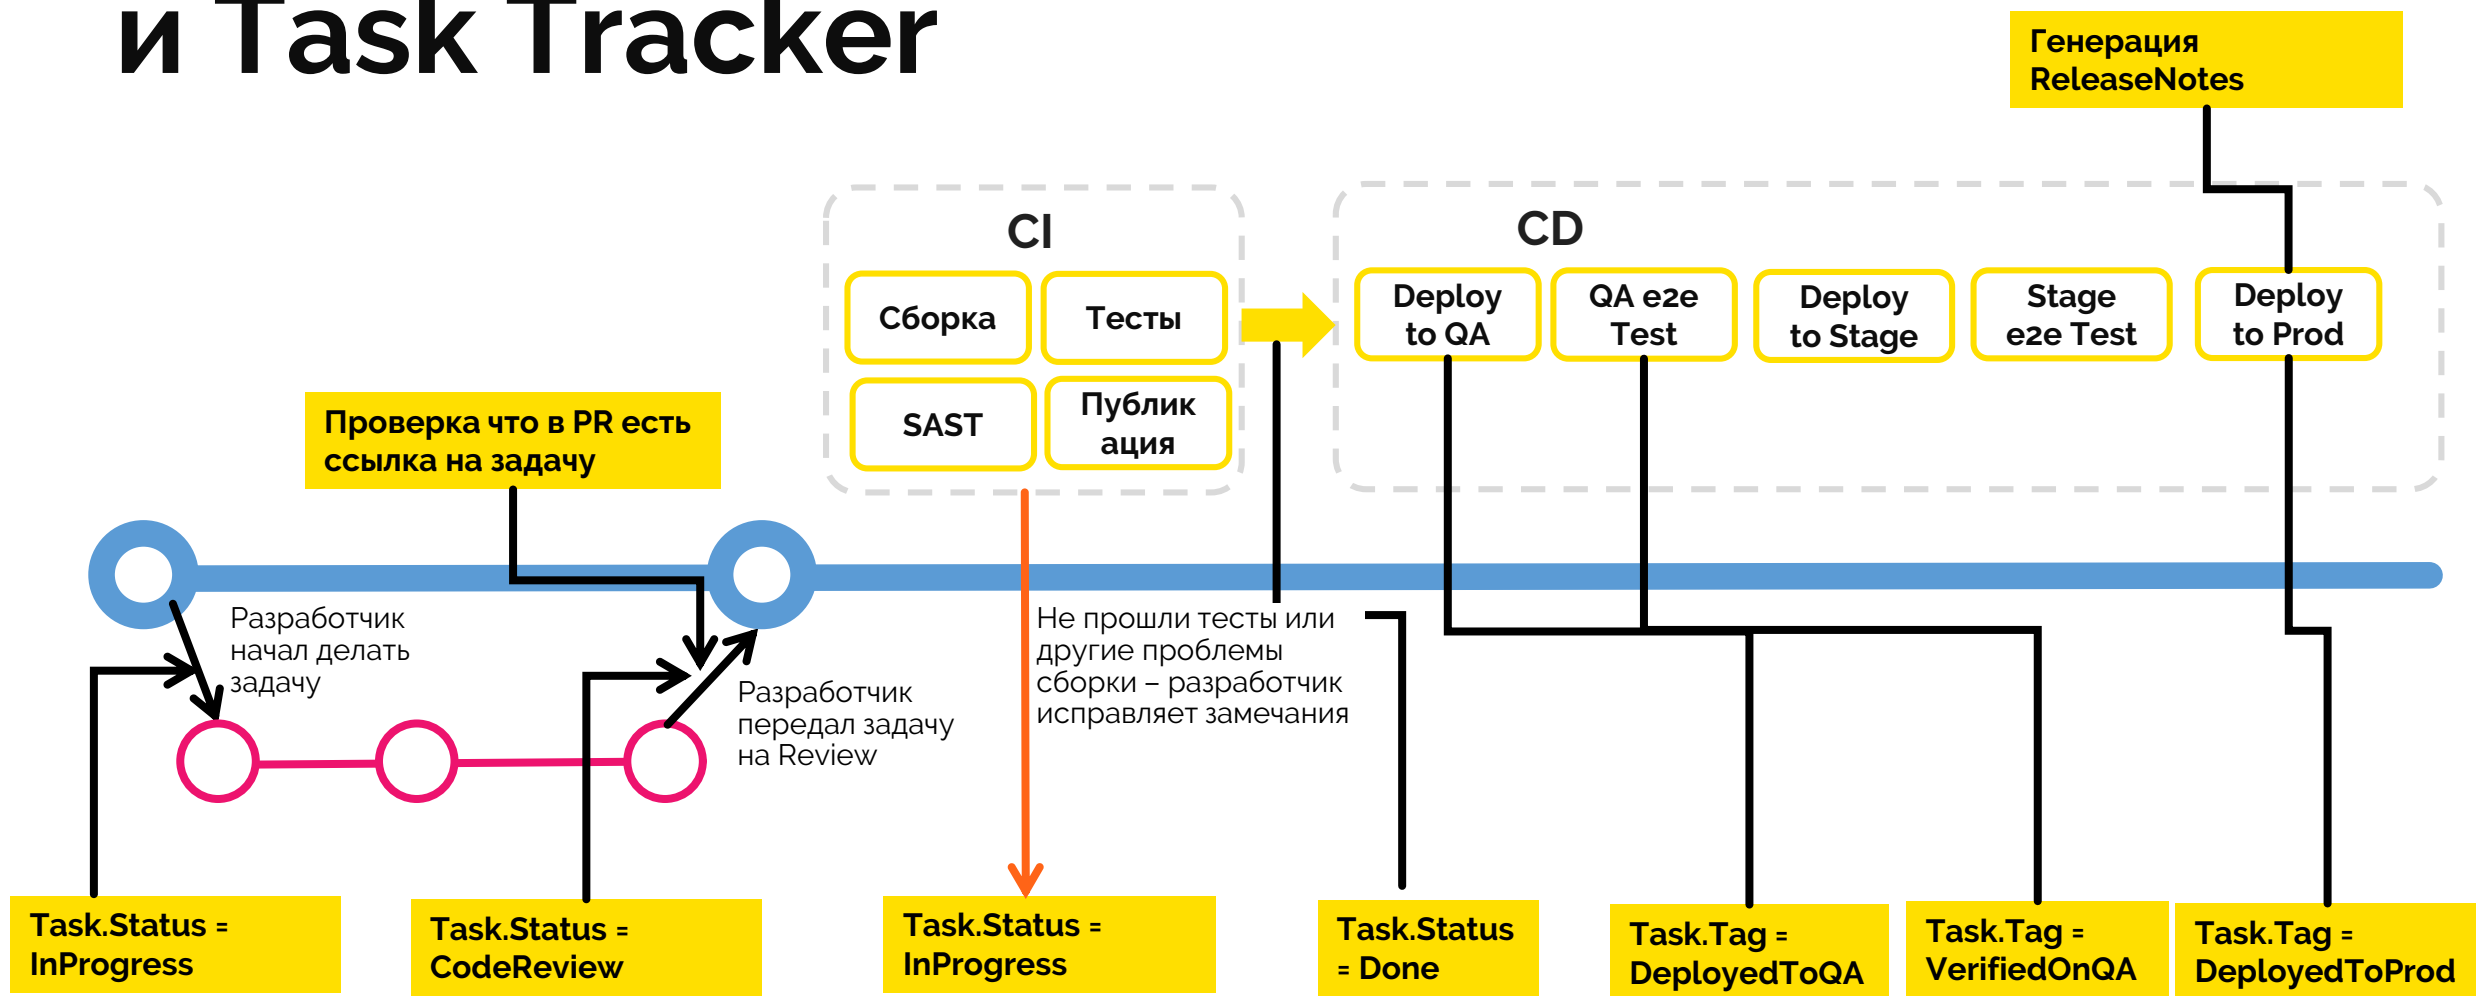 и Task Tracker
Генерация
ReleaseNotes
CI
CD
Сборка
Тесты
SAST
Публик
ация
Deploy
to QA
QA e2e
Test
Deploy
to Stage
Stage
e2e Test
Deploy
to Prod
Проверка что в PR есть
ссылка на задачу
Разработчик
начал делать
задачу
Разработчик
передал задачу
на Review
Не прошли тесты или
другие проблемы
сборки – разработчик
исправляет замечания
Task.Status =
InProgress
Task.Status =
CodeReview
Task.Status =
InProgress
Task.Status
= Done
Task.Tag =
DeployedToQA
Task.Tag =
VerifiedOnQA
Task.Tag =
DeployedToProd